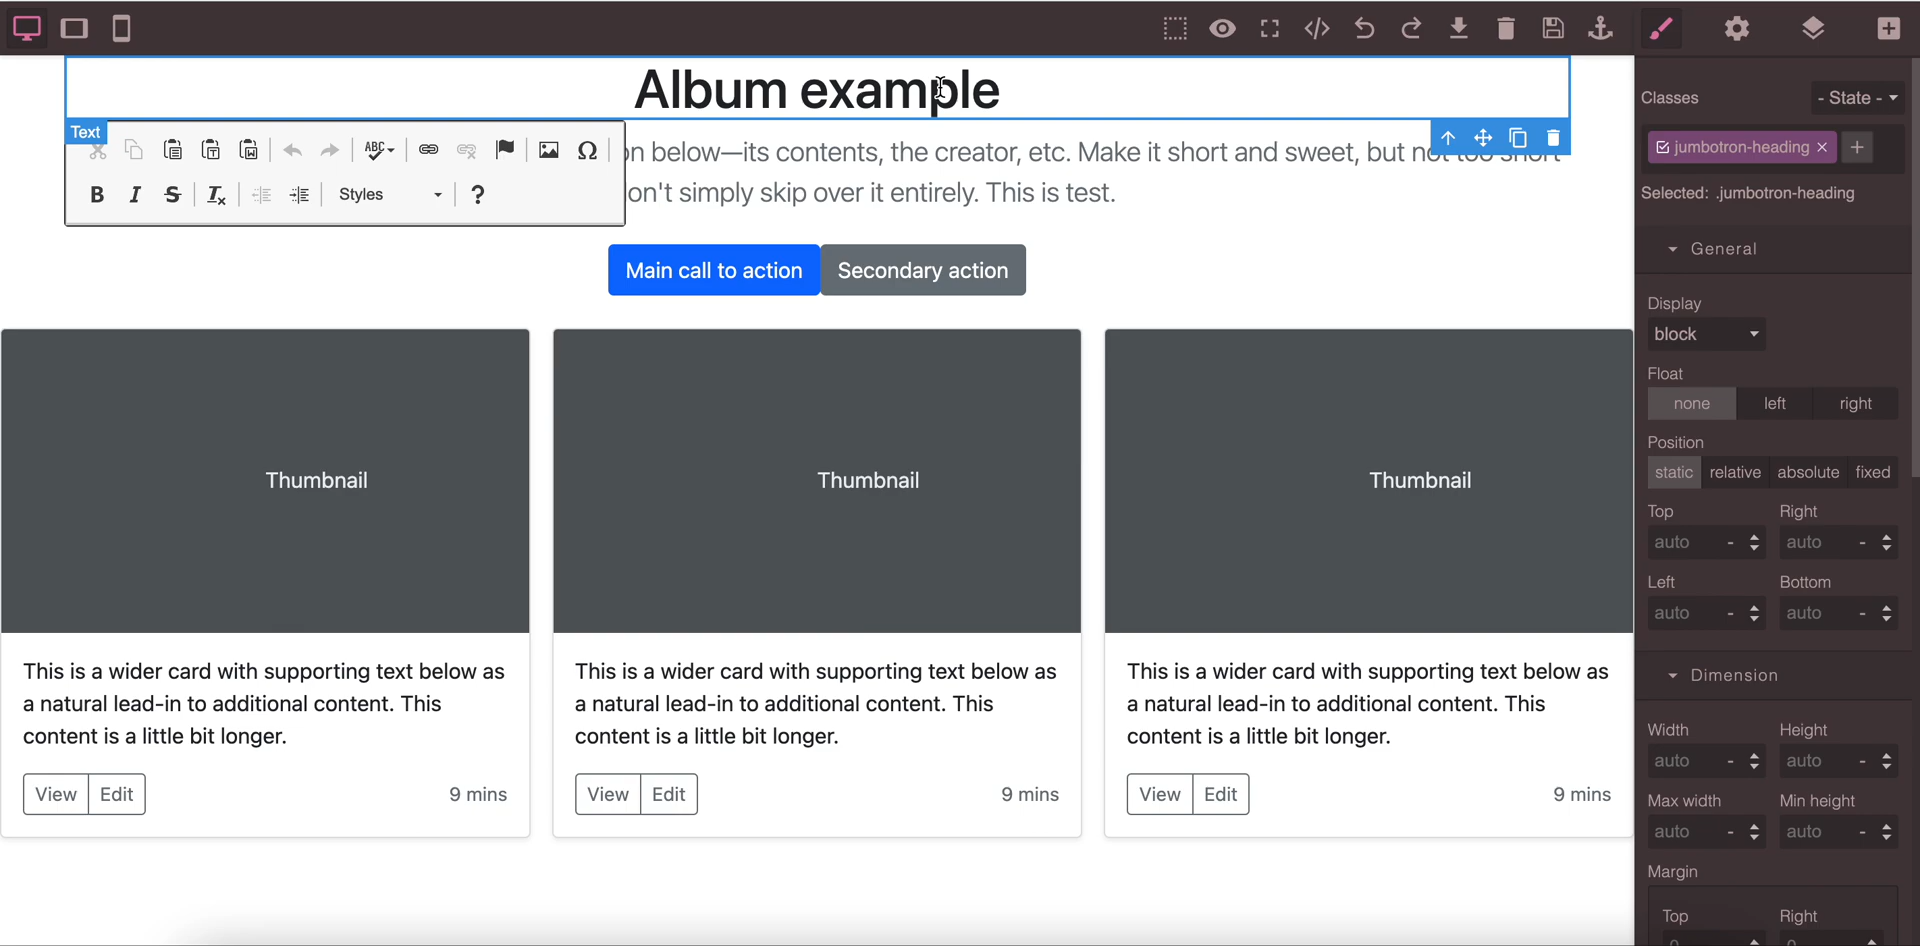 Album example
Text
ABC
on below—its contents, the creator, etc. Make it short and sweet, but not too short
on't simply skip over it entirely. This is test.
B I S Styles ?
Main call to action Secondary action
Thumbnail Thumbnail Thumbnail
This is a wider card with supporting text below as
a natural lead-in to additional content. This
content is a little bit longer.
View Edit 9 mins
This is a wider card with supporting text below as
a natural lead-in to additional content. This
content is a little bit longer.
View Edit 9 mins
This is a wider card with supporting text below as
a natural lead-in to additional content. This
content is a little bit longer.
View Edit 9 mins
Classes - State -
jumbotron-heading
Selected: .jumbotron-heading
General
Display
block
Float
none left right
Position
static relative absolute fixed
Top Right
auto - auto -
Left Bottom
auto - auto -
Dimension
Width Height
auto - auto -
Max width Min height
auto - auto -
Margin
Top Right